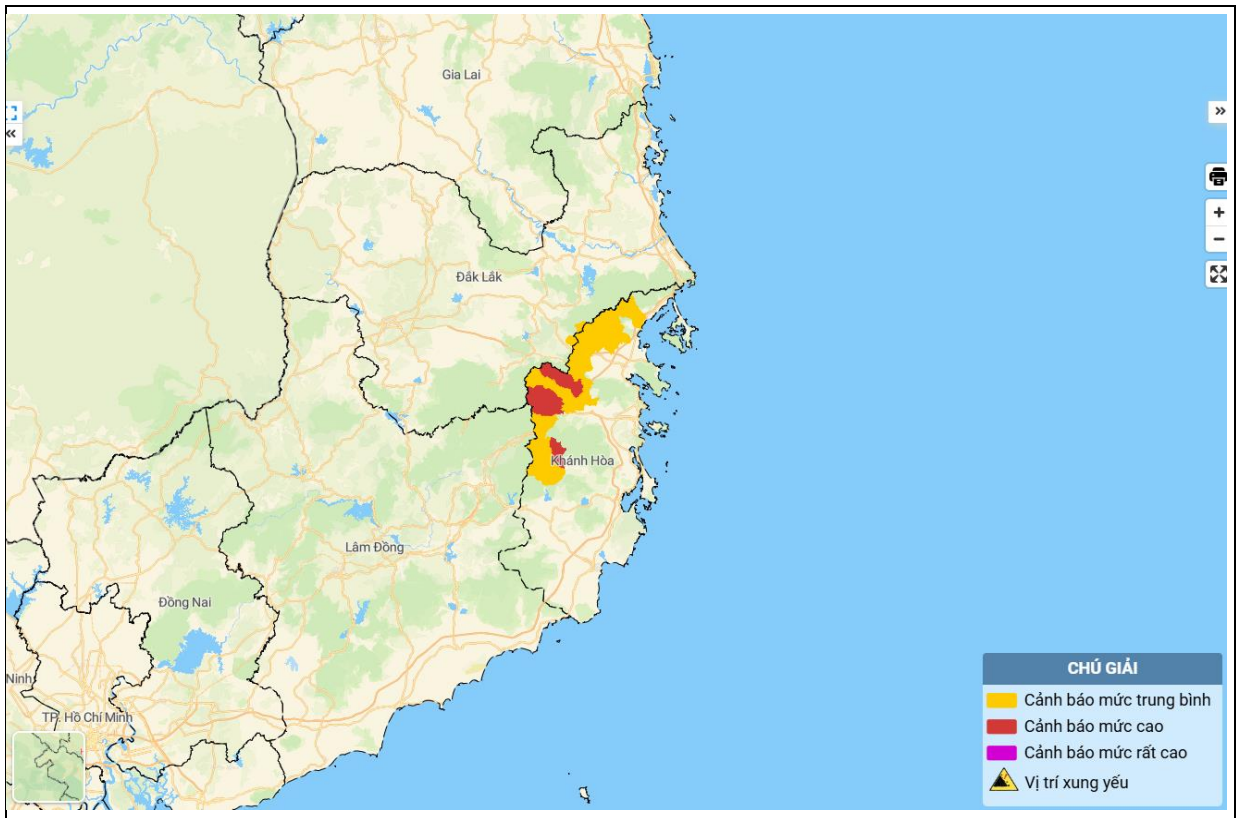 Gia Lai
Đắk Lắk
Khánh Hòa
Lâm Đồng
Đồng Nai
Ninh
TP. Hồ Chí Minh
CHÚ GIẢI
Cảnh báo mức trung bình
Cảnh báo mức cao
Cảnh báo mức rất cao
Vị trí xung yếu